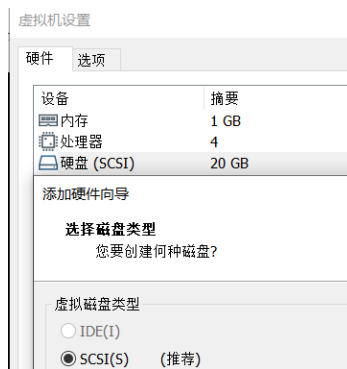 虚拟机设置
硬件 选项
设备 摘要
内存 1 GB
处理器 4
硬盘 (SCSI) 20 GB
添加硬件向导
选择磁盘类型
您要创建何种磁盘?
虚拟磁盘类型
IDE(I)
SCSI(S) (推荐)